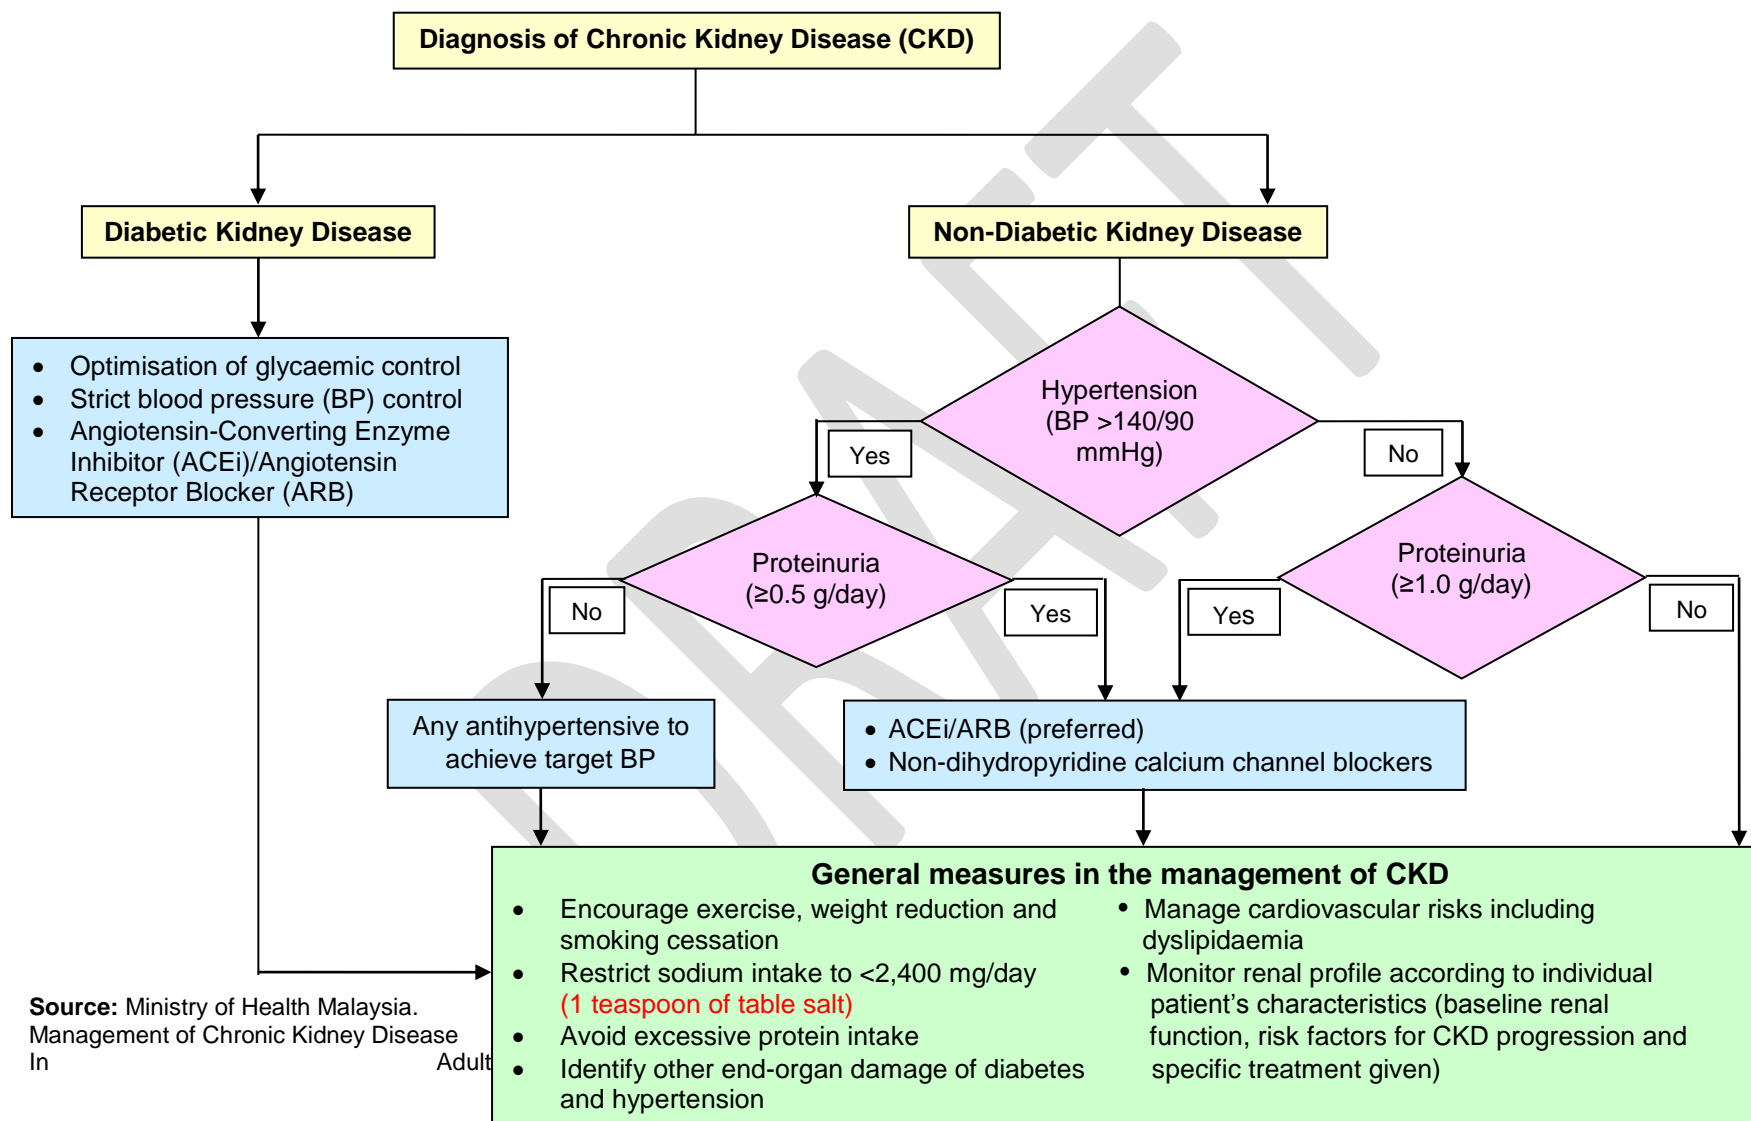 Diagnosis of Chronic Kidney Disease (CKD)
Diabetic Kidney Disease
Non-Diabetic Kidney Disease
• Optimisation of glycaemic control
• Strict blood pressure (BP) control
• Angiotensin-Converting Enzyme
Inhibitor (ACEi)/Angiotensin
Receptor Blocker (ARB)
Hypertension
(BP >140/90
mmHg)
Yes
No
Proteinuria
(≥0.5 g/day)
Proteinuria
(≥1.0 g/day)
No
Yes
Yes
No
Any antihypertensive to
achieve target BP
• ACEi/ARB (preferred)
• Non-dihydropyridine calcium channel blockers
General measures in the management of CKD
• Encourage exercise, weight reduction and
smoking cessation
• Restrict sodium intake to <2,400 mg/day
(1 teaspoon of table salt)
• Avoid excessive protein intake
• Identify other end-organ damage of diabetes
and hypertension
• Manage cardiovascular risks including
dyslipidaemia
• Monitor renal profile according to individual
patient’s characteristics (baseline renal
function, risk factors for CKD progression and
specific treatment given)
Source: Ministry of Health Malaysia.
Management of Chronic Kidney Disease
In Adult
DRAFT